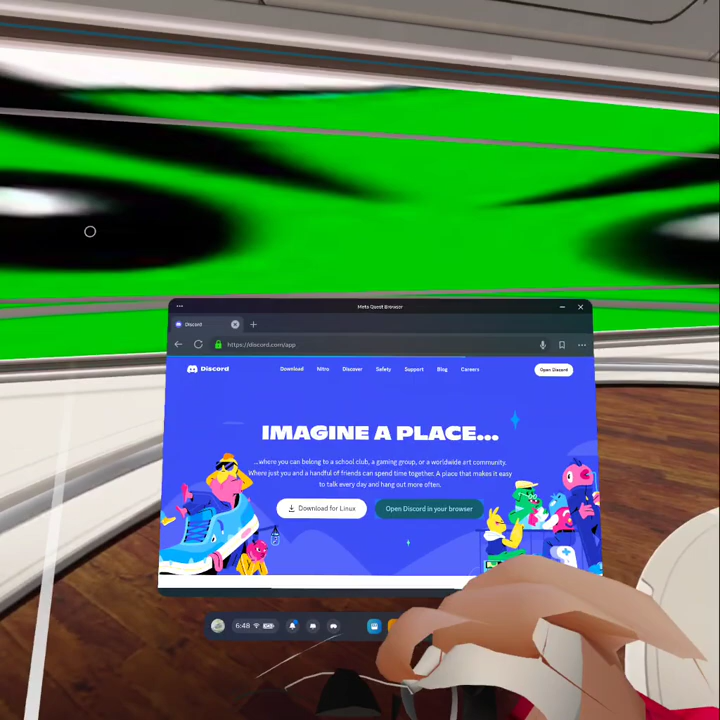 Meta Quest Browser
Discord
https://discord.com/app
Discord
Download Nitro Discover Safety Support Blog Careers
Open Discord
IMAGINE A PLACE...
...where you can belong to a school club, a gaming group, or a worldwide art community.
Where just you and a handful of friends can spend time together. A place that makes it easy
to talk every day and hang out more often.
Download for Linux
Open Discord in your browser
6:48